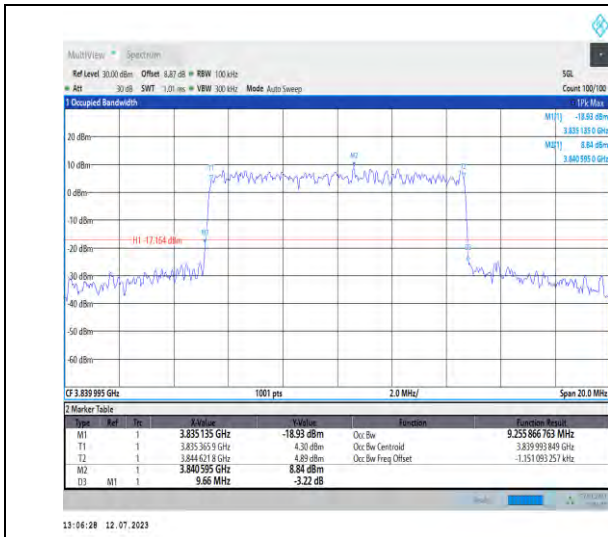 MultiView Spectrum
Ref Level 30.00 dBm Offset 8.87 dB RBW 100 kHz SGL
Att 30 dB SWT 1.01 ms VBW 300 kHz Mode Auto Sweep Count 100/100
1 Occupied Bandwidth 1Pk Max
M1[1] -18.93 dBm
3.835 135 0 GHz
M2[1] 8.84 dBm
3.840 595 0 GHz
20 dBm
10 dBm
0 dBm
-10 dBm
-20 dBm
-30 dBm
-40 dBm
-50 dBm
-60 dBm
M2
T1
M1
H1 -17.164 dBm
CF 3.839 995 GHz 1001 pts 2.0 MHz/ Span 20.0 MHz
2 Marker Table
Type Ref Trc X-Value Y-Value Function Function Result
M1 1 3.835 135 GHz -18.93 dBm Occ Bw 9.255 866 763 MHz
T1 1 3.835 365 9 GHz 4.30 dBm Occ Bw Centroid 3.839 993 849 GHz
T2 1 3.844 621 8 GHz 4.89 dBm Occ Bw Freq Offset -1.151 093 257 kHz
M2 1 3.840 595 GHz 8.84 dBm
D3 M1 1 9.66 MHz -3.22 dB
13:06:28 12.07.2023